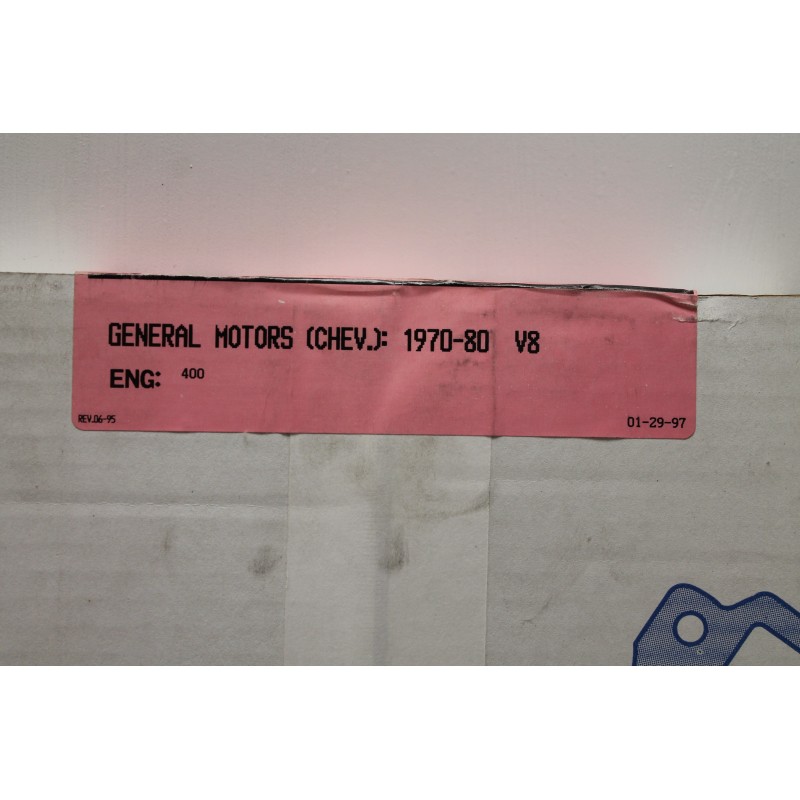 GENERAL MOTORS (CHEV.): 1970-80 V8
ENG: 400
REV.06-95 01-29-97